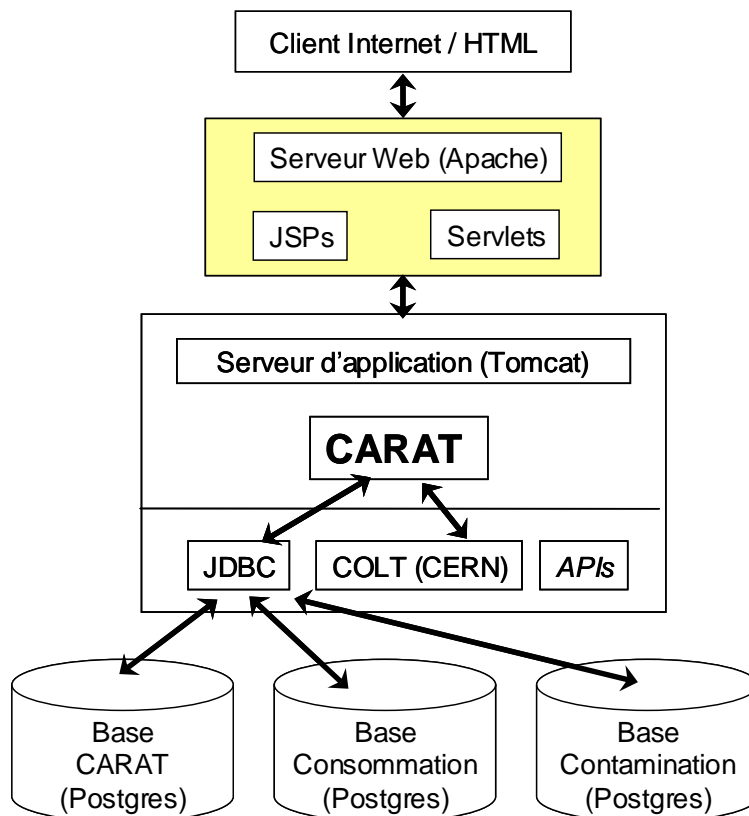 Client Internet / HTML
Serveur Web (Apache)
JSPs
Servlets
Serveur d'application (Tomcat)
CARAT
JDBC
COLT (CERN)
APIs
Base
CARAT
(Postgres)
Base
Consommation
(Postgres)
Base
Contamination
(Postgres)